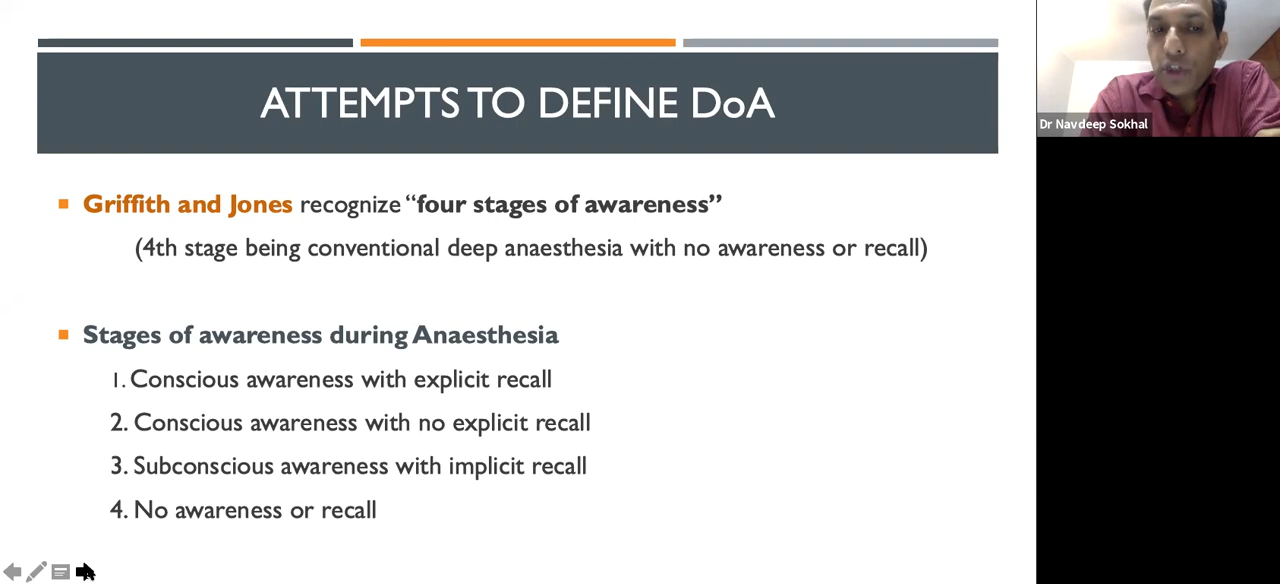 ATTEMPTS TO DEFINE DoA
Griffith and Jones recognize “four stages of awareness”
(4th stage being conventional deep anaesthesia with no awareness or recall)
Stages of awareness during Anaesthesia
1. Conscious awareness with explicit recall
2. Conscious awareness with no explicit recall
3. Subconscious awareness with implicit recall
4. No awareness or recall
Dr Navdeep Sokhal